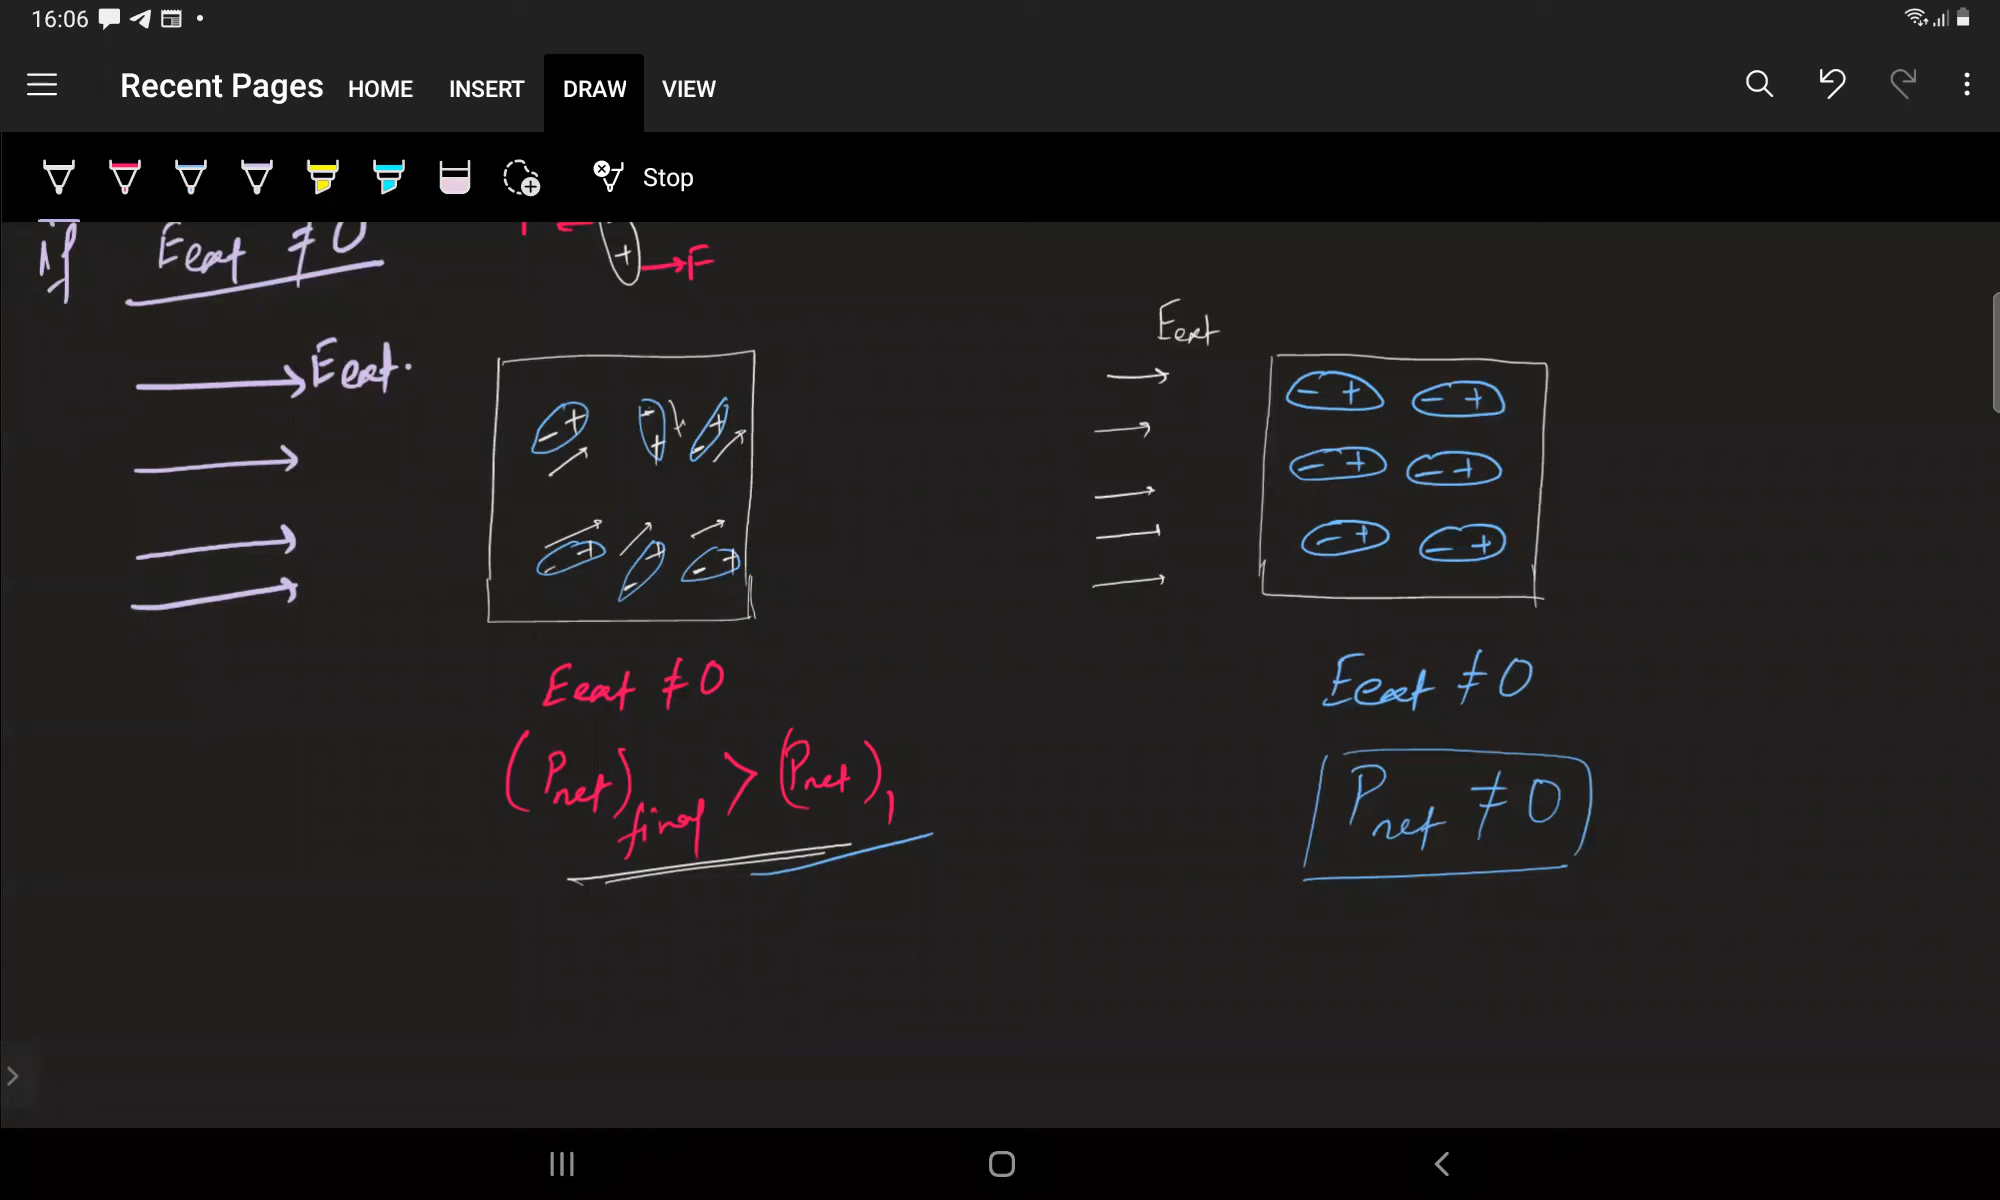 16:06
Recent Pages HOME INSERT DRAW VIEW
Stop
if Eext ≠ 0
+ → F
Eext.
Eext
- + - + - +
- + - + - +
- + - +
- + - +
- + - +
Eext ≠ 0
(Pnet)final > (Pnet)1
Eext ≠ 0
Pnet ≠ 0